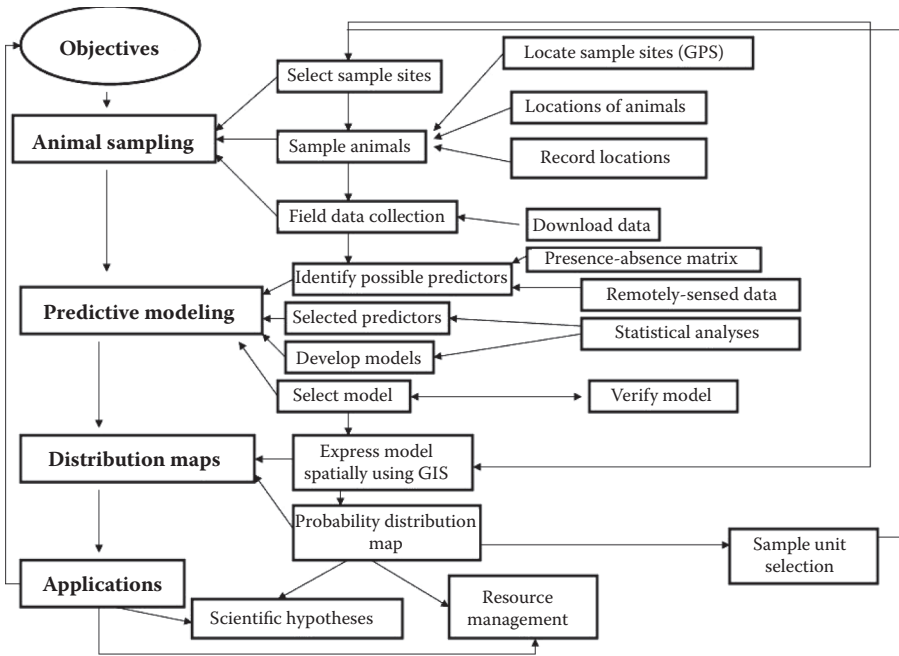 Objectives
Select sample sites
Locate sample sites (GPS)
Locations of animals
Animal sampling
Sample animals
Record locations
Field data collection
Download data
Presence-absence matrix
Identify possible predictors
Remotely-sensed data
Predictive modeling
Selected predictors
Statistical analyses
Develop models
Select model
Verify model
Distribution maps
Express model
spatially using GIS
Probability distribution
map
Sample unit
selection
Applications
Scientific hypotheses
Resource
management